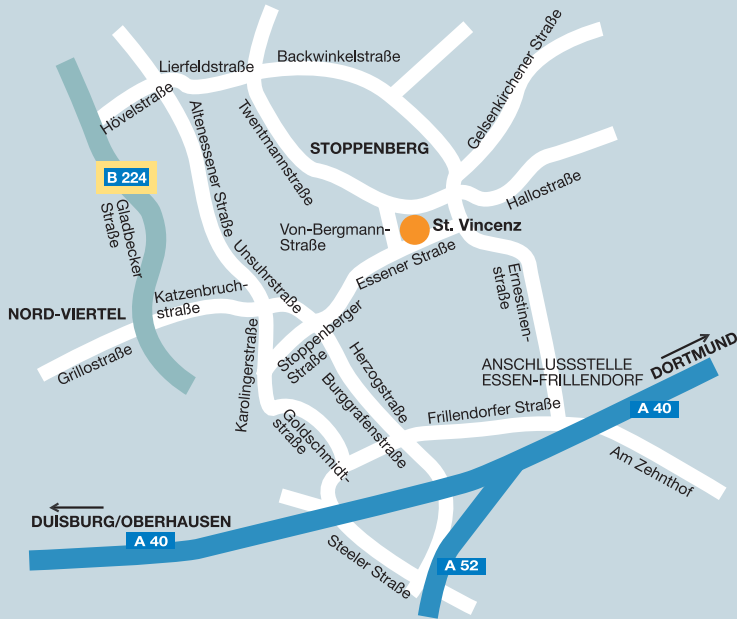 Backwinkelstraße
Lierfeldstraße
Gelsenkirchener Straße
Hövelstraße
Altenessener Straße
Twentmannstraße
STOPPENBERG
B 224
Gladbecker
Straße
Hallostraße
St. Vincenz
Von-Bergmann-
Straße
Essener Straße
Unsuhrstraße
Ernestinen-
straße
Katzenbruch-
straße
NORD-VIERTEL
Grillostraße
Stoppenberger
Straße
Karolingerstraße
Herzogstraße
Burggrafenstraße
Goldschmidt-
straße
ANSCHLUSSSTELLE
ESSEN-FRILLENDORF
DORTMUND
A 40
Frillendorfer Straße
Am Zehnthof
DUISBURG/OBERHAUSEN
A 40
Steeler Straße
A 52